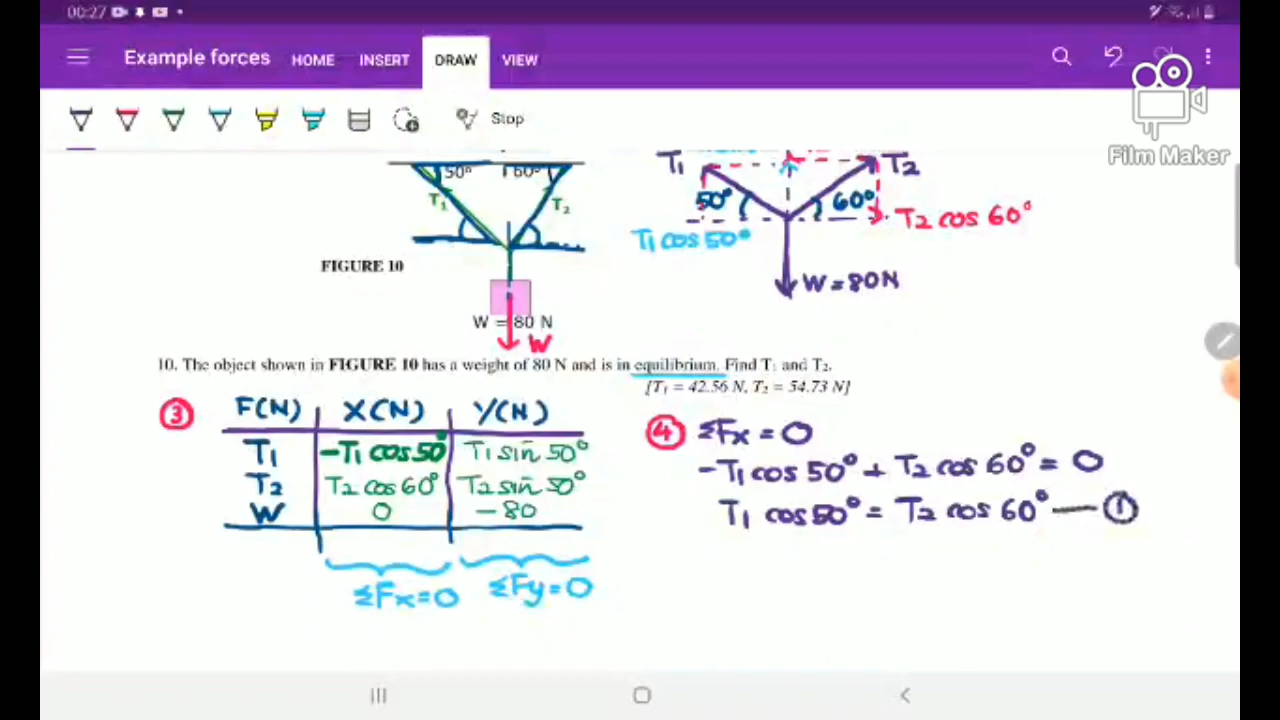 00:27
Example forces HOME INSERT DRAW VIEW
Stop
Film Maker
50° 60°
T1 T2
FIGURE 10
W = 80 N
W
T1 T2
50° 60°
T1 cos 50° T2 cos 60°
W = 80N
10. The object shown in FIGURE 10 has a weight of 80 N and is in equilibrium. Find T1 and T2.
[T1 = 42.56 N, T2 = 54.73 N]
3
F(N) X(N) Y(N)
T1 -T1 cos 50° T1 sin 50°
T2 T2 cos 60° T2 sin 50°
W 0 -80
ΣFx=0 ΣFy=0
4 ΣFx = 0
-T1 cos 50° + T2 cos 60° = 0
T1 cos 50° = T2 cos 60° — 1